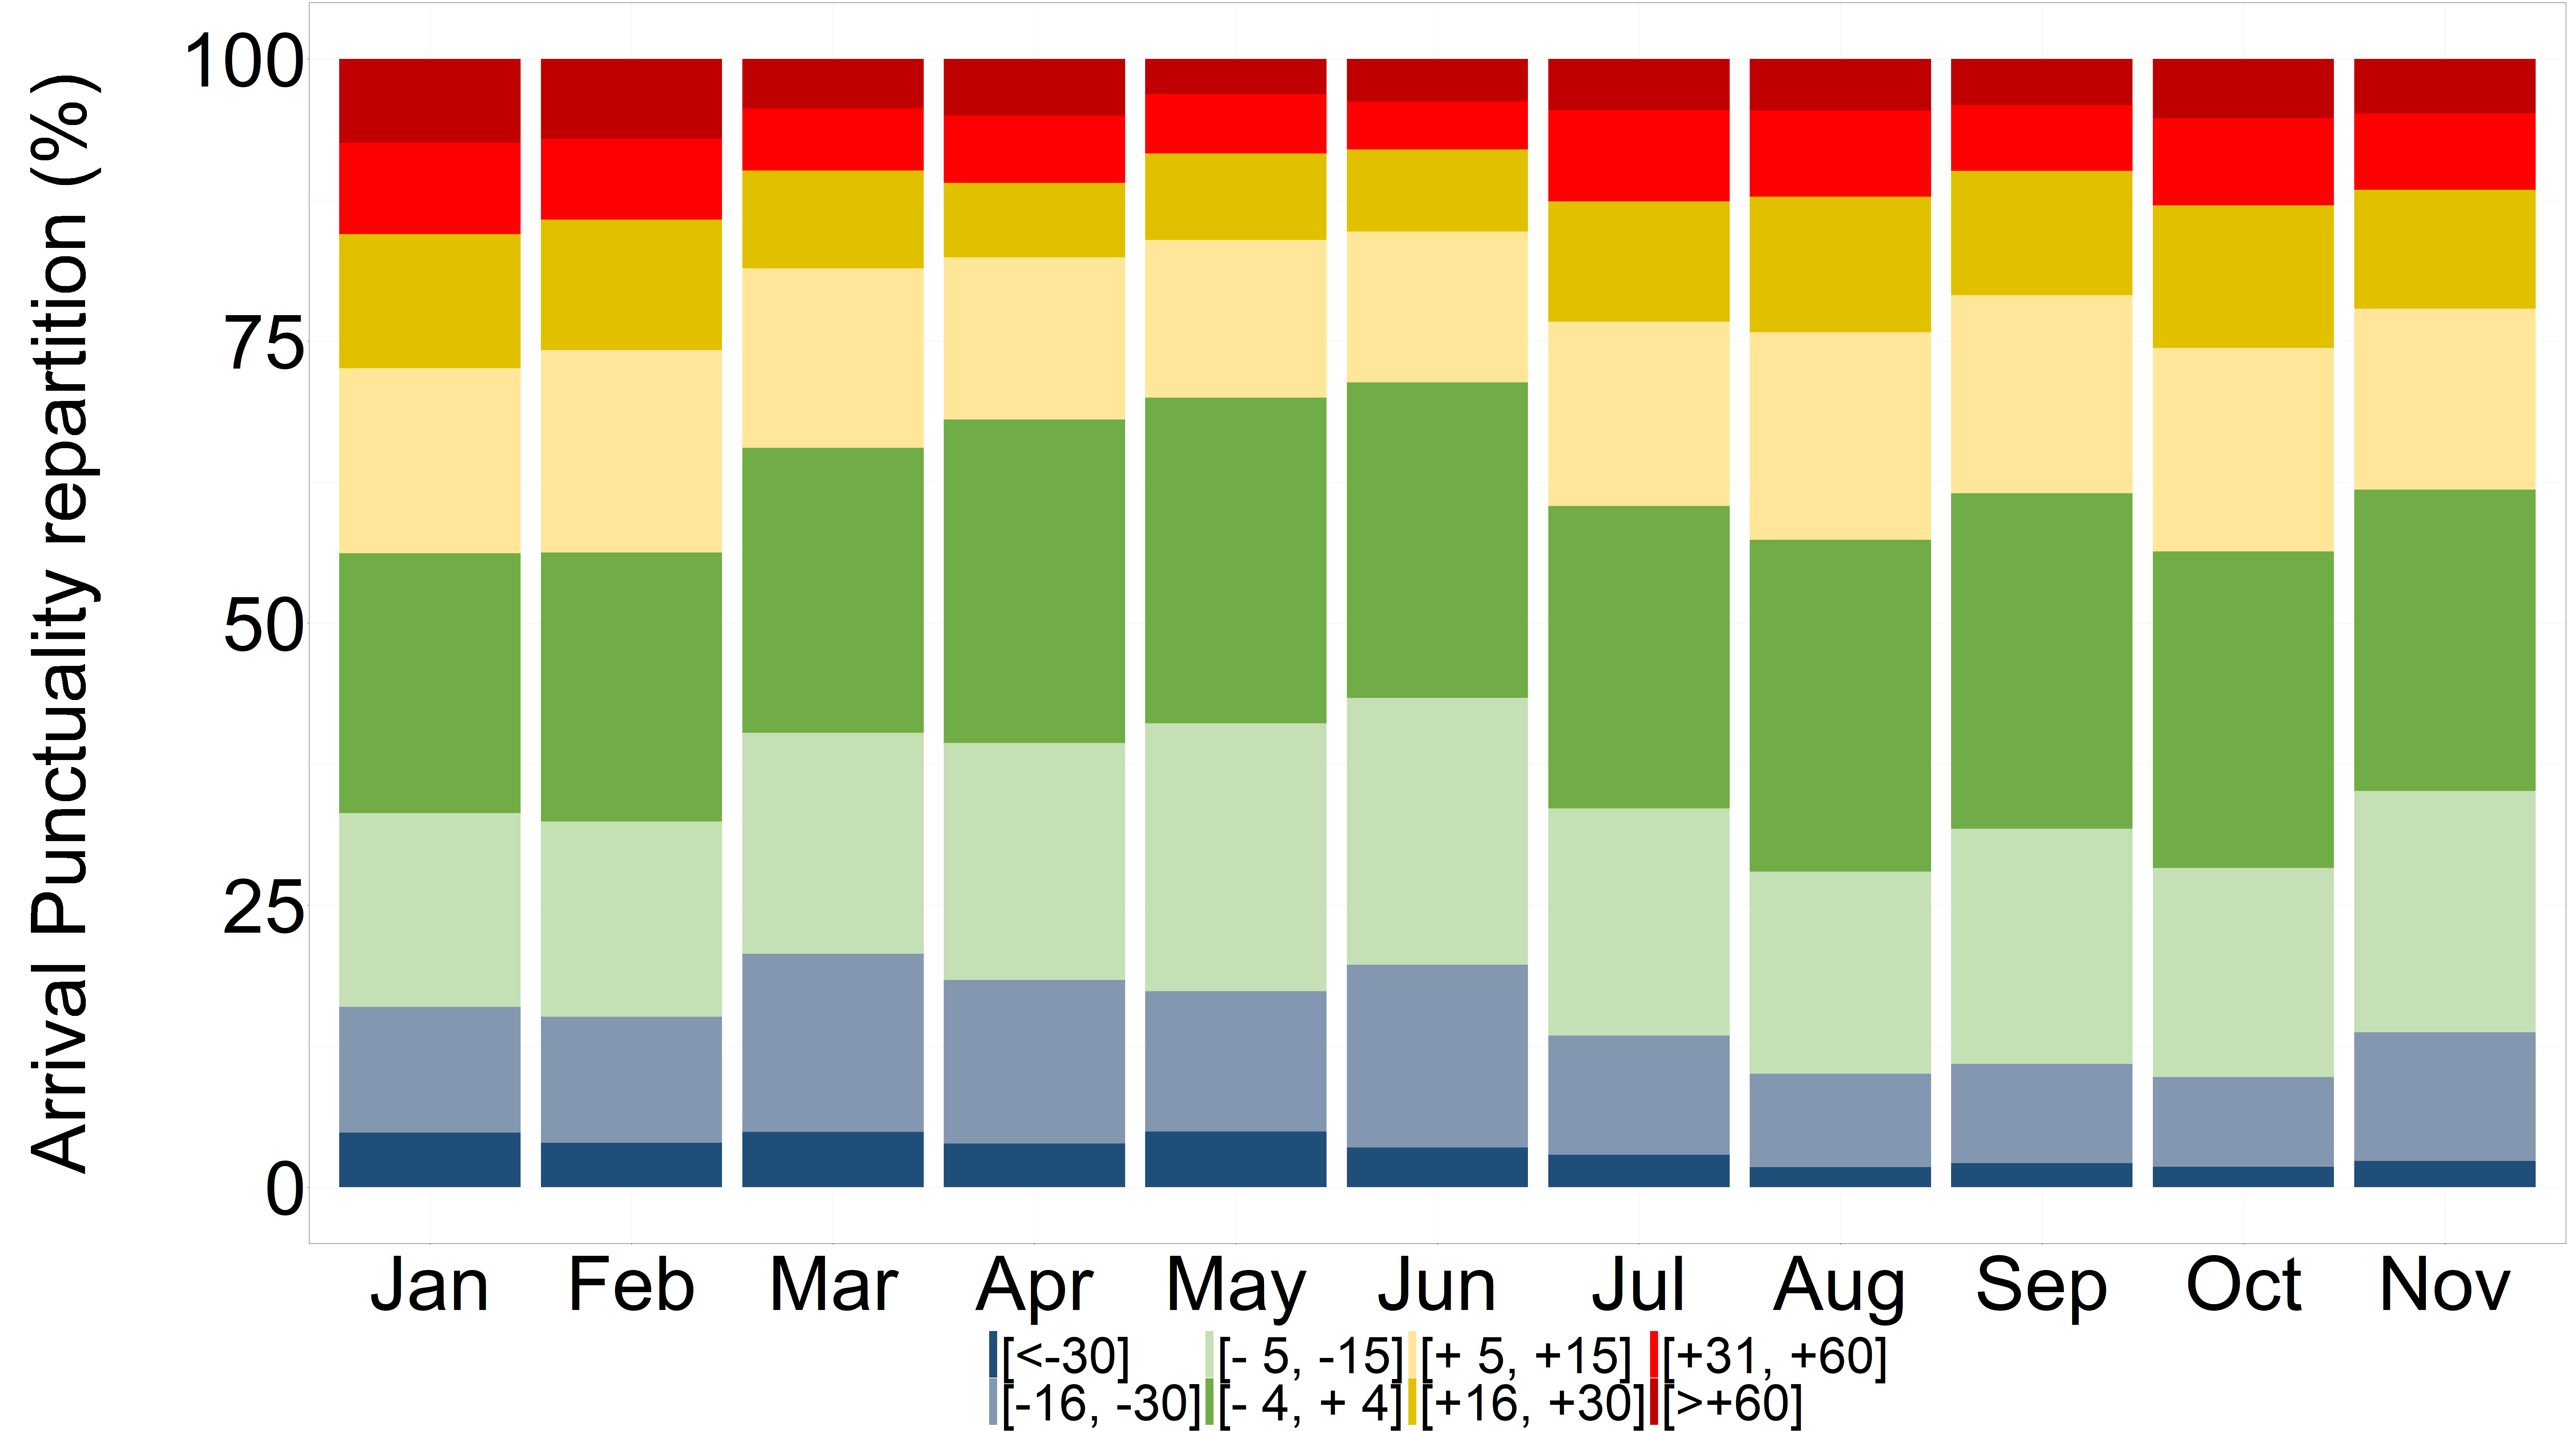 Arrival Punctuality repartition (%)
100
75
50
25
0
Jan Feb Mar Apr May Jun Jul Aug Sep Oct Nov
[<-30] [- 5, -15] [+ 5, +15] [+31, +60]
[-16, -30] [- 4, + 4] [+16, +30] [>+60]